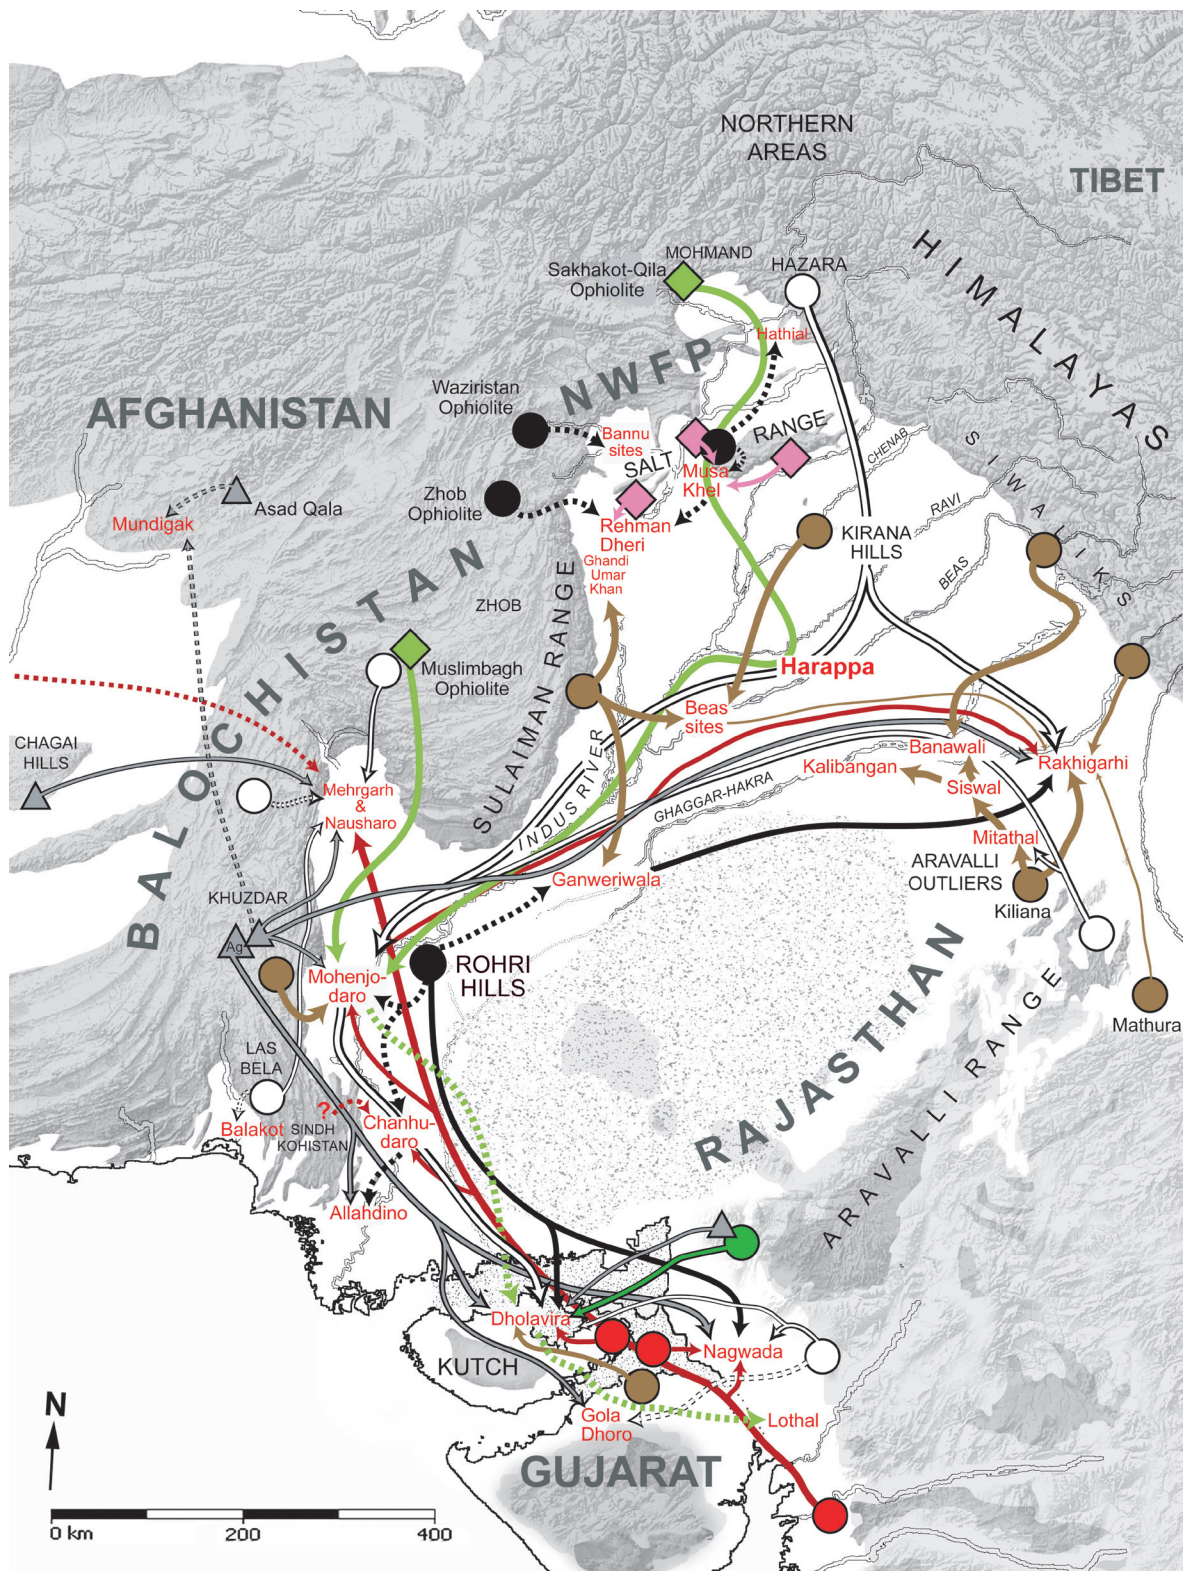 NORTHERN
AREAS
TIBET
HIMALAYAS
MOHMAND
HAZARA
Sakhakot-Qila
Ophiolite
Hathial
NWFP
SIWALIKS
Waziristan
Ophiolite
AFGHANISTAN
Bannu
sites
SALT
RANGE
CHENAB
Musa
Khel
Zhob
Ophiolite
Asad Qala
Mundigak
Rehman
Dheri
Ghandi
Umar
Khan
KIRANA
HILLS
RAVI
BEAS
ZHOB
SULAIMAN RANGE
BALOCHISTAN
Muslimbagh
Ophiolite
Harappa
Beas
sites
CHAGAI
HILLS
Banawali
Rakhigarhi
Kalibangan
Siswal
Mehrgarh
&
Nausharo
INDUS RIVER
GHAGGAR-HAKRA
Mitathal
ARAVALLI
OUTLIERS
Kiliana
Ganweriwala
KHUZDAR
Ag
ROHRI
HILLS
Mohenjo-
daro
RAJASTHAN
Mathura
ARAVALLI RANGE
LAS
BELA
?
Balakot
SINDH
KOHISTAN
Chanhu-
daro
Allahdino
Dholavira
Nagwada
KUTCH
Gola
Dhoro
Lothal
GUJARAT
N
0 km
200
400